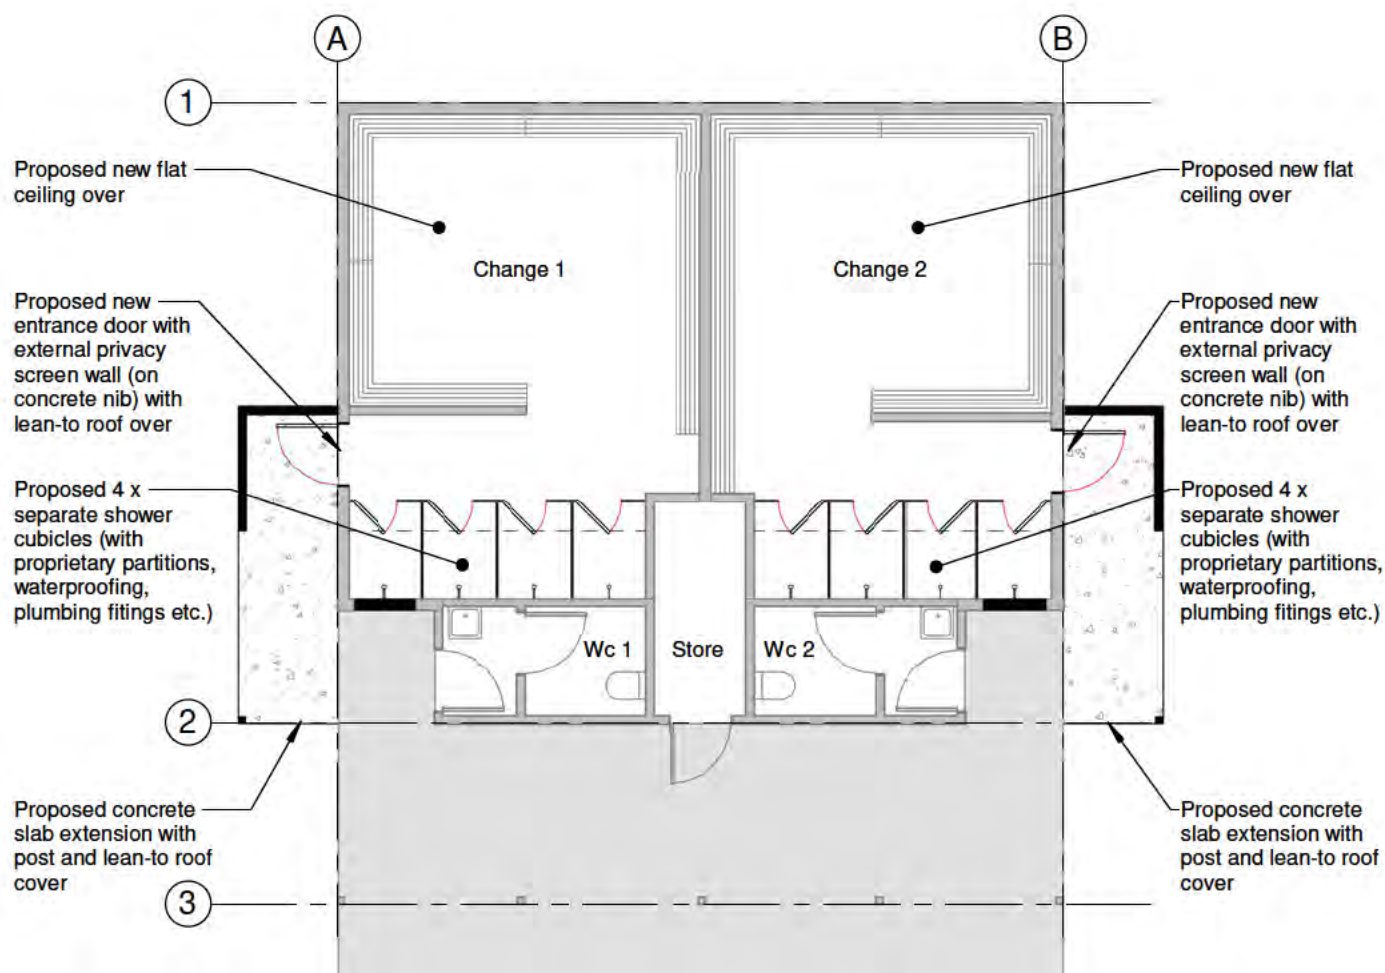 A
B
1
Proposed new flat
ceiling over
Proposed new flat
ceiling over
Change 1
Change 2
Proposed new
entrance door with
external privacy
screen wall (on
concrete nib) with
lean-to roof over
Proposed new
entrance door with
external privacy
screen wall (on
concrete nib) with
lean-to roof over
Proposed 4 x
separate shower
cubicles (with
proprietary partitions,
waterproofing,
plumbing fittings etc.)
Proposed 4 x
separate shower
cubicles (with
proprietary partitions,
waterproofing,
plumbing fittings etc.)
Wc 1
Store
Wc 2
2
Proposed concrete
slab extension with
post and lean-to roof
cover
Proposed concrete
slab extension with
post and lean-to roof
cover
3